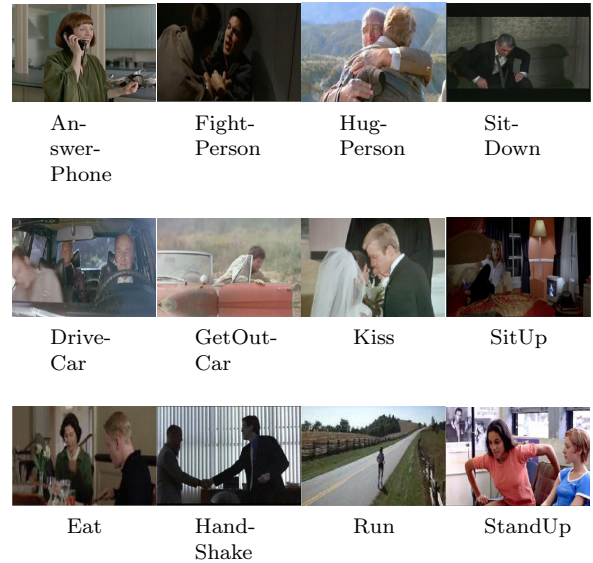 An-
swer-
Phone
Fight-
Person
Hug-
Person
Sit-
Down
Drive-
Car
GetOut-
Car
Kiss
SitUp
Eat
Hand-
Shake
Run
StandUp